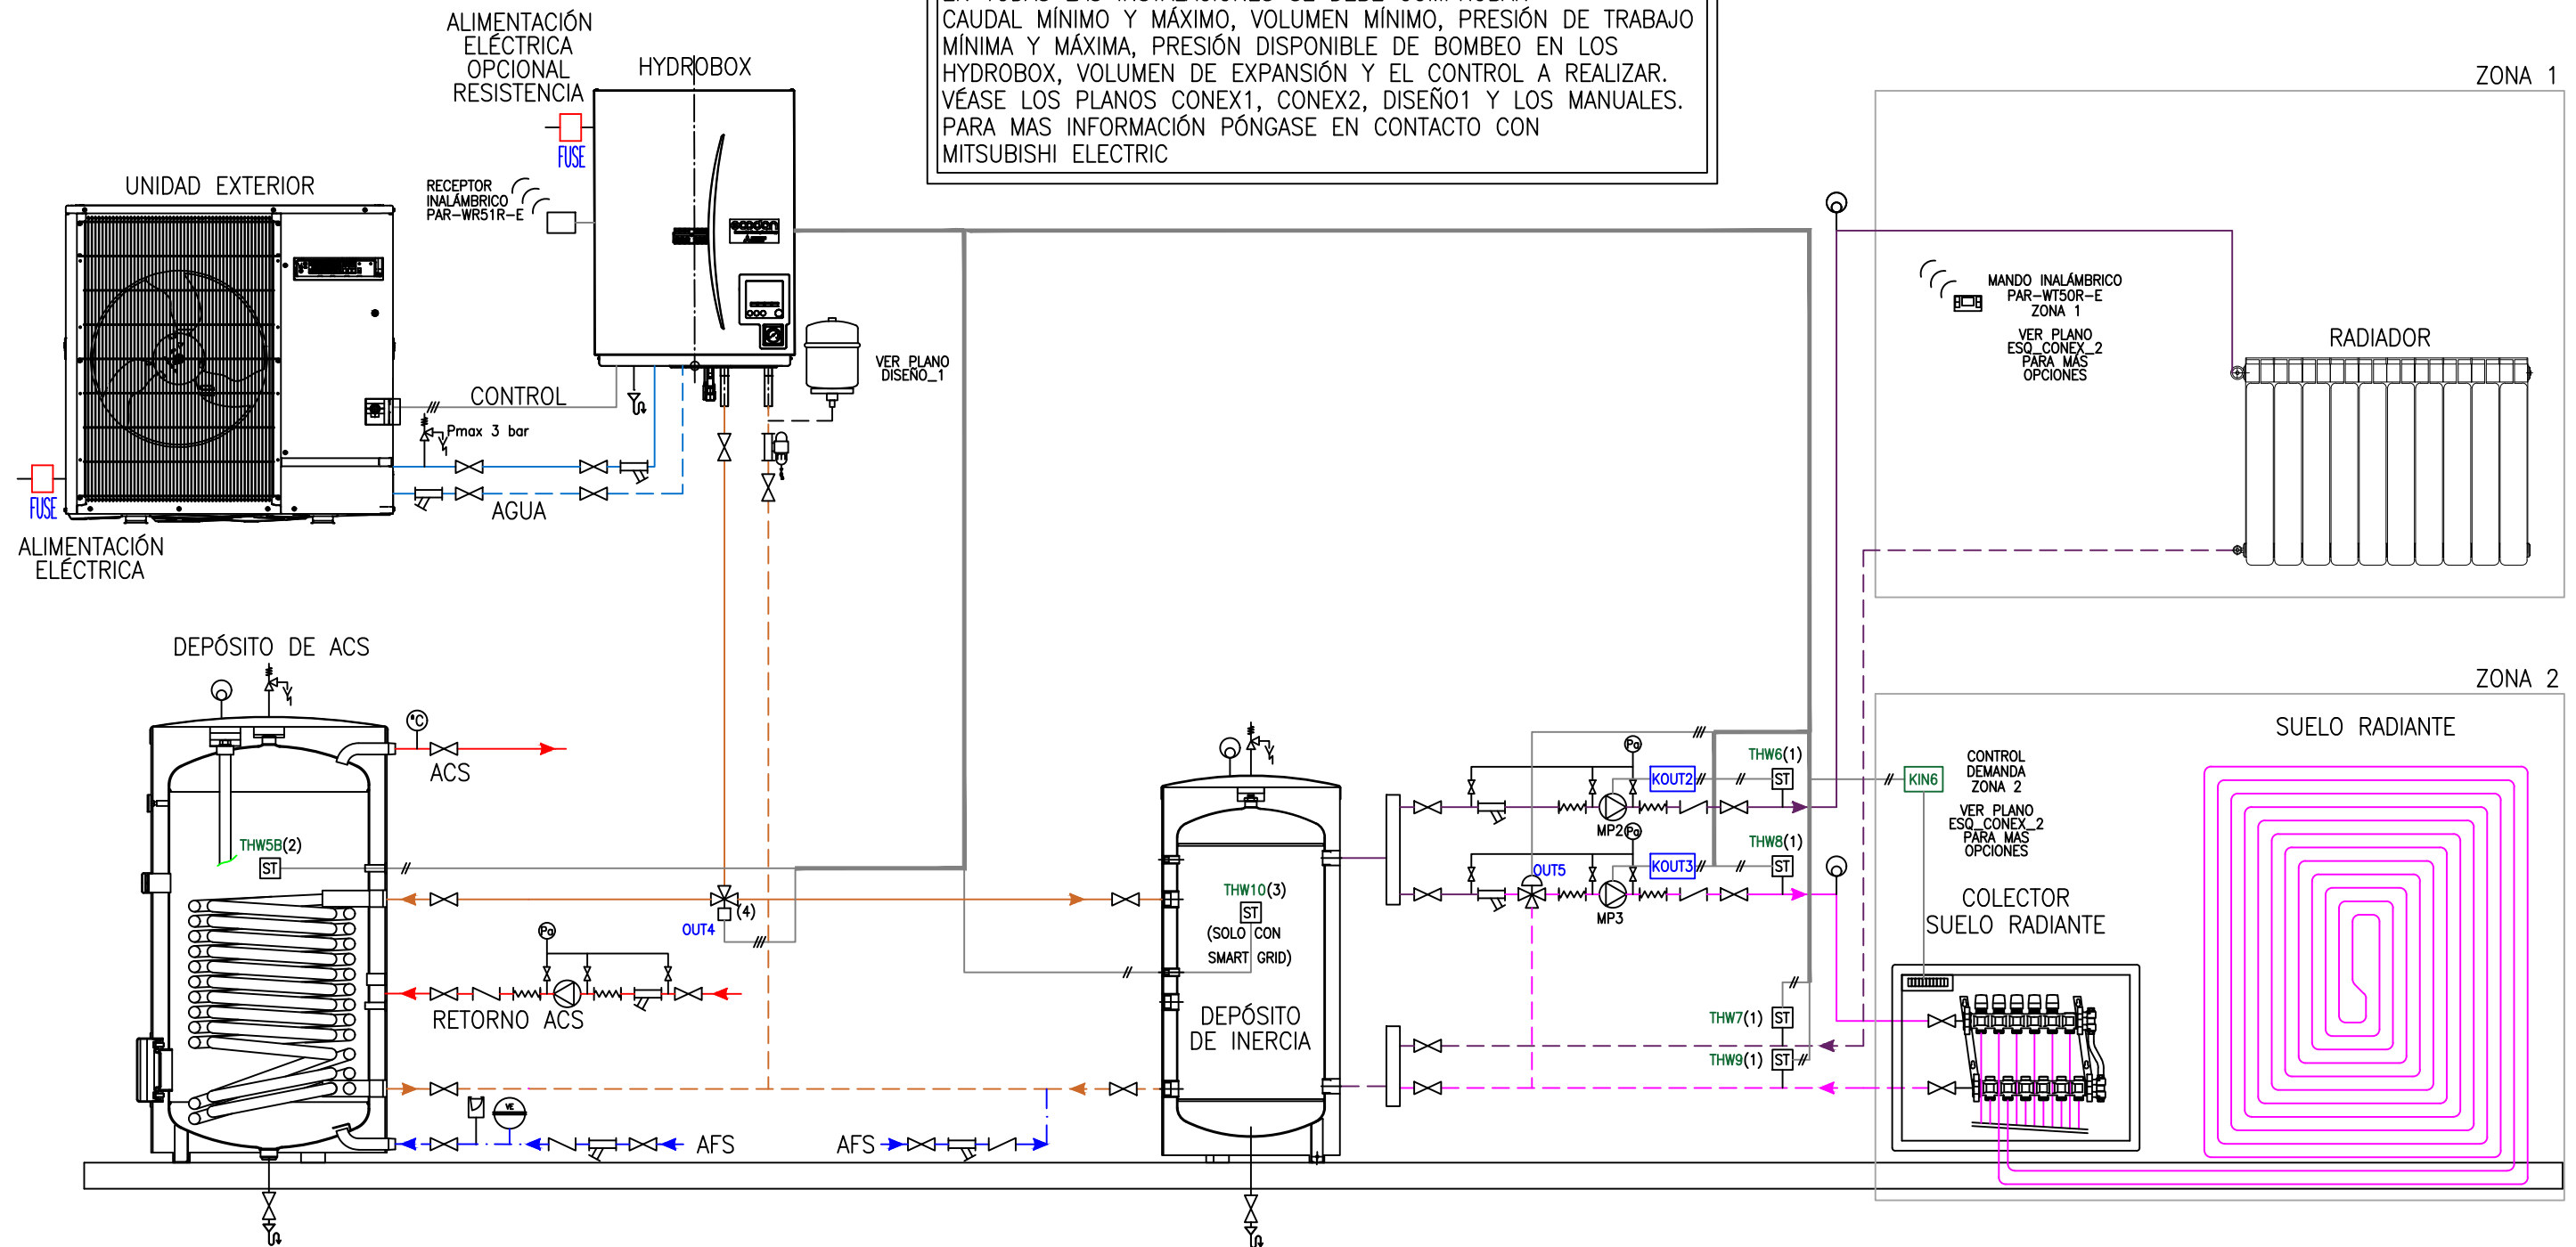 CAUDAL MÍNIMO Y MÁXIMO, VOLUMEN MÍNIMO, PRESIÓN DE TRABAJO
MÍNIMA Y MÁXIMA, PRESIÓN DISPONIBLE DE BOMBEO EN LOS
HYDROBOX, VOLUMEN DE EXPANSIÓN Y EL CONTROL A REALIZAR.
VÉASE LOS PLANOS CONEX1, CONEX2, DISEÑO1 Y LOS MANUALES.
PARA MAS INFORMACIÓN PÓNGASE EN CONTACTO CON
MITSUBISHI ELECTRIC
ALIMENTACIÓN
ELÉCTRICA
OPCIONAL
RESISTENCIA
FUSE
HYDROBOX
ecodan
RECEPTOR
INALÁMBRICO
PAR-WR51R-E
UNIDAD EXTERIOR
CONTROL
Pmax 3 bar
AGUA
FUSE
ALIMENTACIÓN
ELÉCTRICA
VER PLANO
DISEÑO_1
ZONA 1
MANDO INALÁMBRICO
PAR-WT50R-E
ZONA 1
VER PLANO
ESQ_CONEX_2
PARA MÁS
OPCIONES
RADIADOR
DEPÓSITO DE ACS
°C
ACS
THW5B(2)
ST
OUT4
(4)
Pa
RETORNO ACS
VE
AFS
AFS
THW10(3)
ST
(SOLO CON
SMART GRID)
DEPÓSITO
DE INERCIA
Pa
KOUT2
THW6(1)
ST
MP2
Pa
KOUT3
THW8(1)
ST
OUT5
MP3
THW7(1)
ST
THW9(1)
ST
ZONA 2
KIN6
CONTROL
DEMANDA
ZONA 2
VER PLANO
ESQ_CONEX_2
PARA MAS
OPCIONES
SUELO RADIANTE
COLECTOR
SUELO RADIANTE